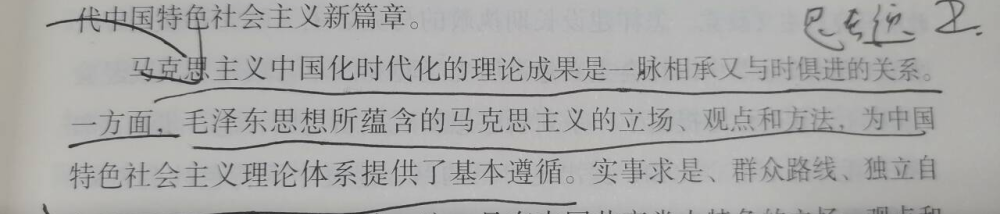 代中国特色社会主义新篇章。
思考题
马克思主义中国化时代化的理论成果是一脉相承又与时俱进的关系。
一方面，毛泽东思想所蕴含的马克思主义的立场、观点和方法，为中国
特色社会主义理论体系提供了基本遵循。实事求是、群众路线、独立自